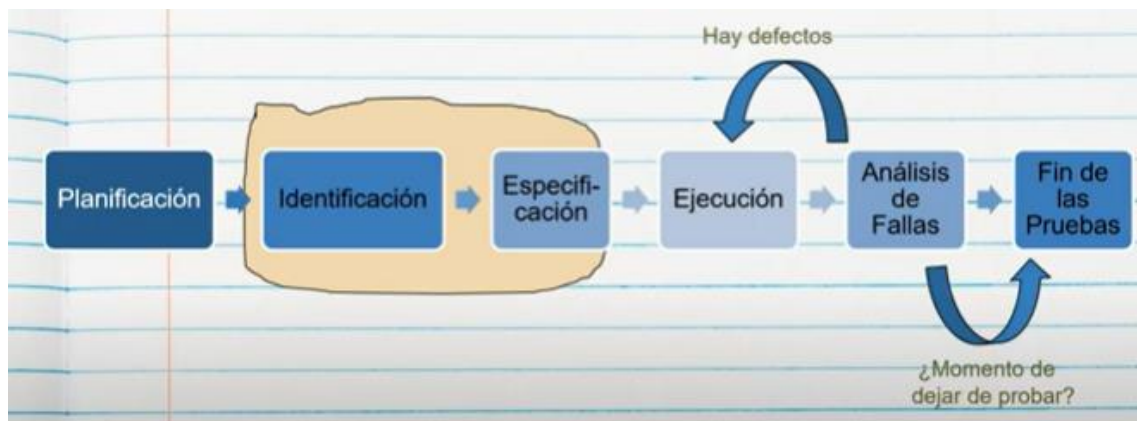 Hay defectos
Planificación
Identificación
Especifi-
cación
Ejecución
Análisis
de
Fallas
Fin de
las
Pruebas
¿Momento de
dejar de probar?